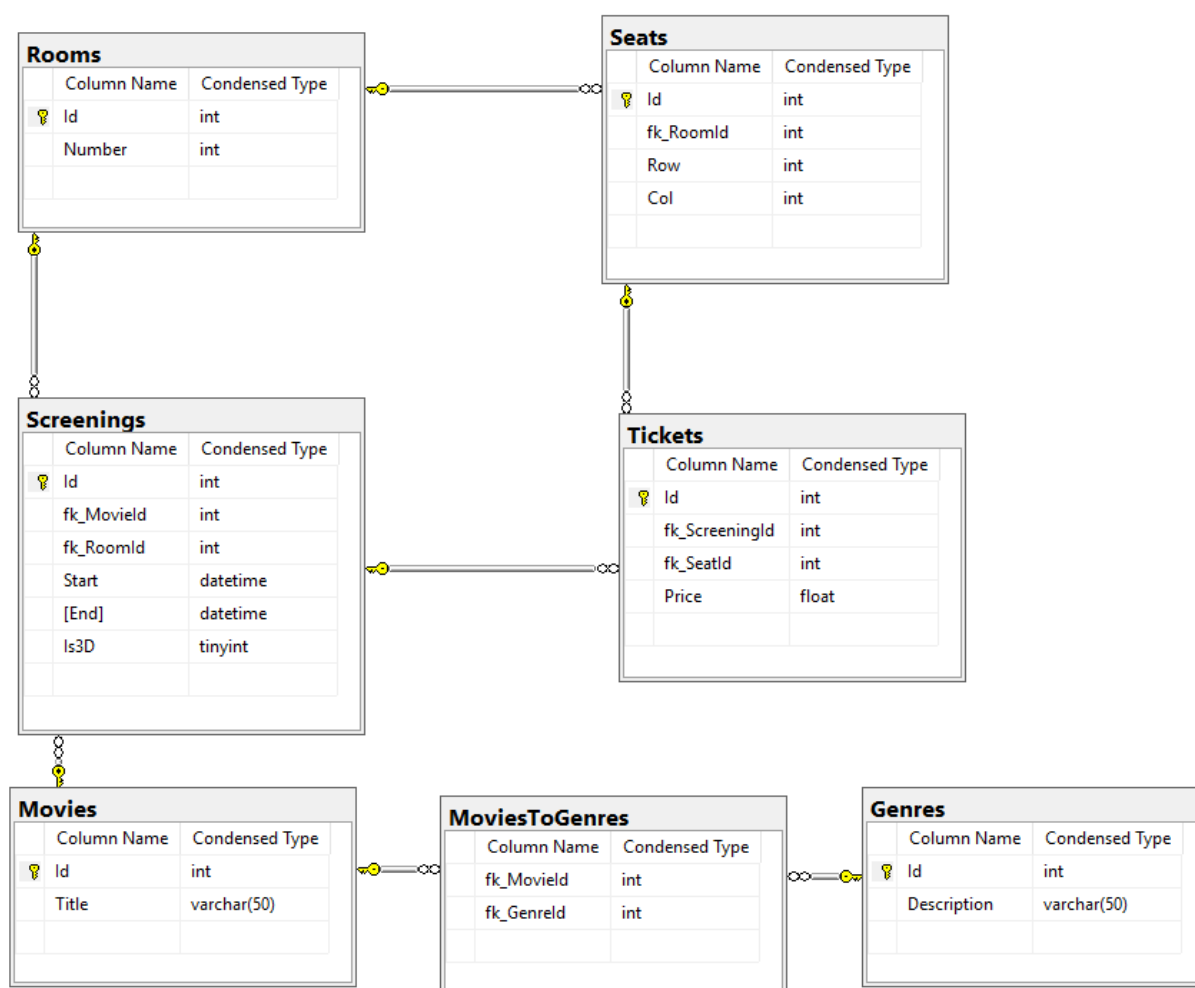 Rooms
Column Name Condensed Type
Id int
Number int
Seats
Column Name Condensed Type
Id int
fk_RoomId int
Row int
Col int
Screenings
Column Name Condensed Type
Id int
fk_MovieId int
fk_RoomId int
Start datetime
[End] datetime
Is3D tinyint
Tickets
Column Name Condensed Type
Id int
fk_ScreeningId int
fk_SeatId int
Price float
Movies
Column Name Condensed Type
Id int
Title varchar(50)
MoviesToGenres
Column Name Condensed Type
fk_MovieId int
fk_GenreId int
Genres
Column Name Condensed Type
Id int
Description varchar(50)